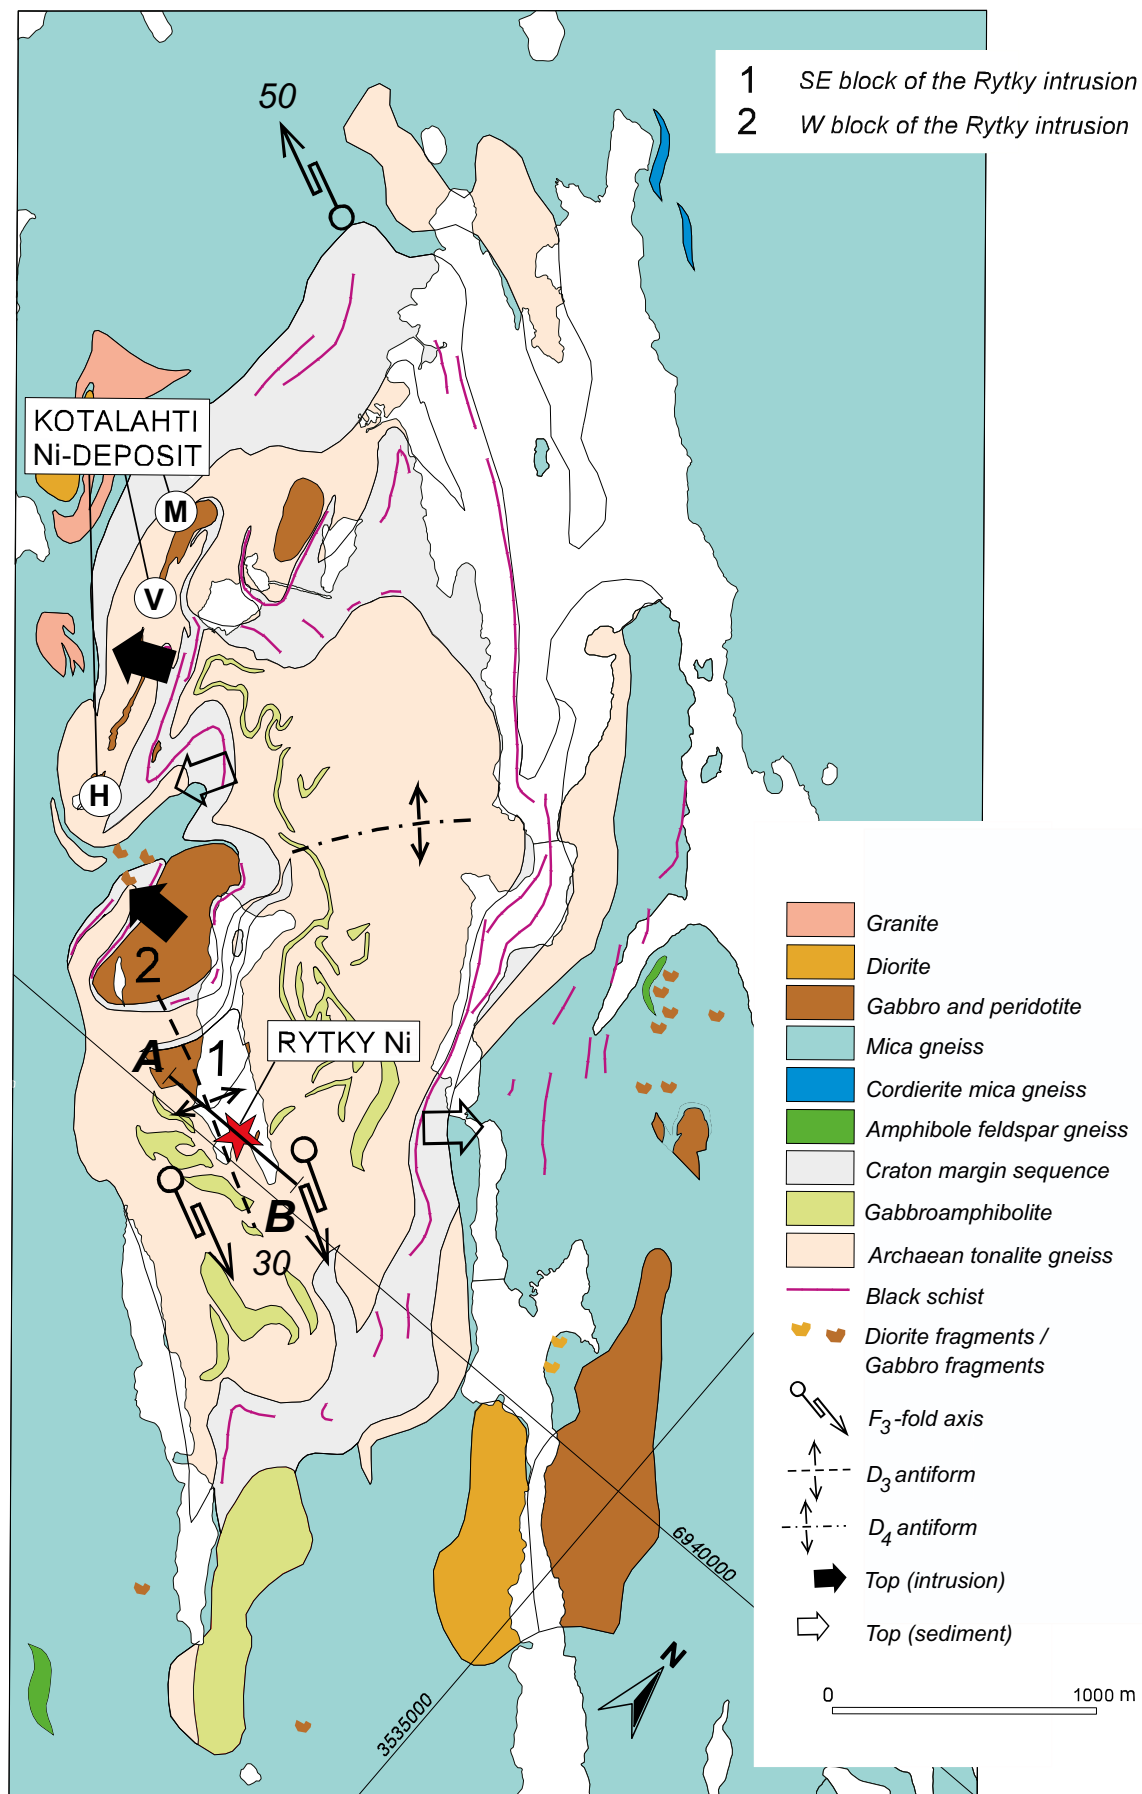 1 SE block of the Rytky intrusion
2 W block of the Rytky intrusion
50
KOTALAHTI
Ni-DEPOSIT
M
V
H
2
A
1
RYTKY Ni
B
30
Granite
Diorite
Gabbro and peridotite
Mica gneiss
Cordierite mica gneiss
Amphibole feldspar gneiss
Craton margin sequence
Gabbroamphibolite
Archaean tonalite gneiss
Black schist
Diorite fragments /
Gabbro fragments
F3-fold axis
D3 antiform
D4 antiform
Top (intrusion)
Top (sediment)
6940000
3535000
N
0 1000 m